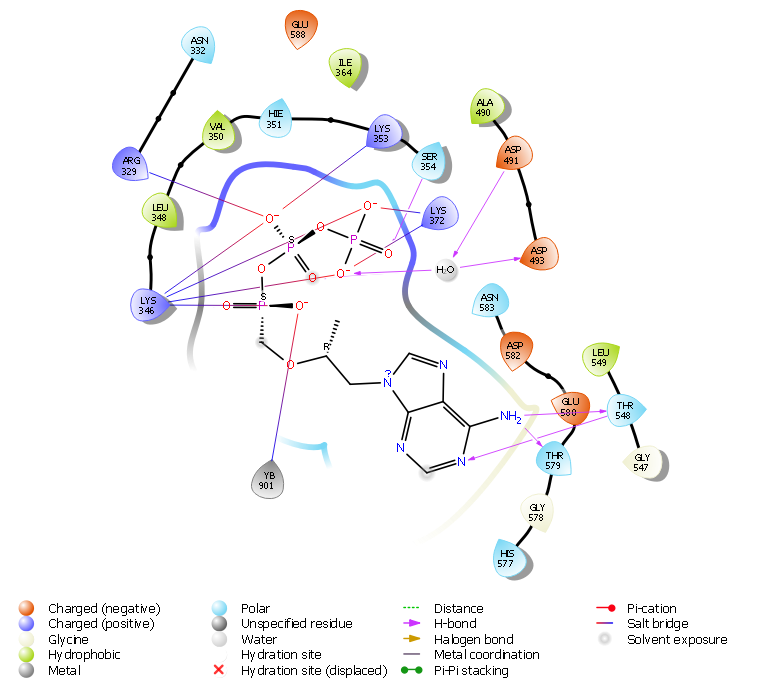 GLU
588
ASN
332
ILE
364
ALA
490
HIE
351
VAL
350
LYS
353
ASP
491
SER
354
ARG
329
LEU
348
LYS
372
O⁻
O⁻
O
P
S
P
O
ASP
493
H₂O
O
O
O⁻
LYS
346
S
O
P
O⁻
ASN
583
R
O
ASP
582
LEU
549
N
?
N
GLU
580
THR
548
NH₂
N
N
THR
579
GLY
547
YB
901
GLY
578
HIS
577
Charged (negative)
Charged (positive)
Glycine
Hydrophobic
Metal
Polar
Unspecified residue
Water
Hydration site
Hydration site (displaced)
Distance
H-bond
Halogen bond
Metal coordination
Pi-Pi stacking
Pi-cation
Salt bridge
Solvent exposure